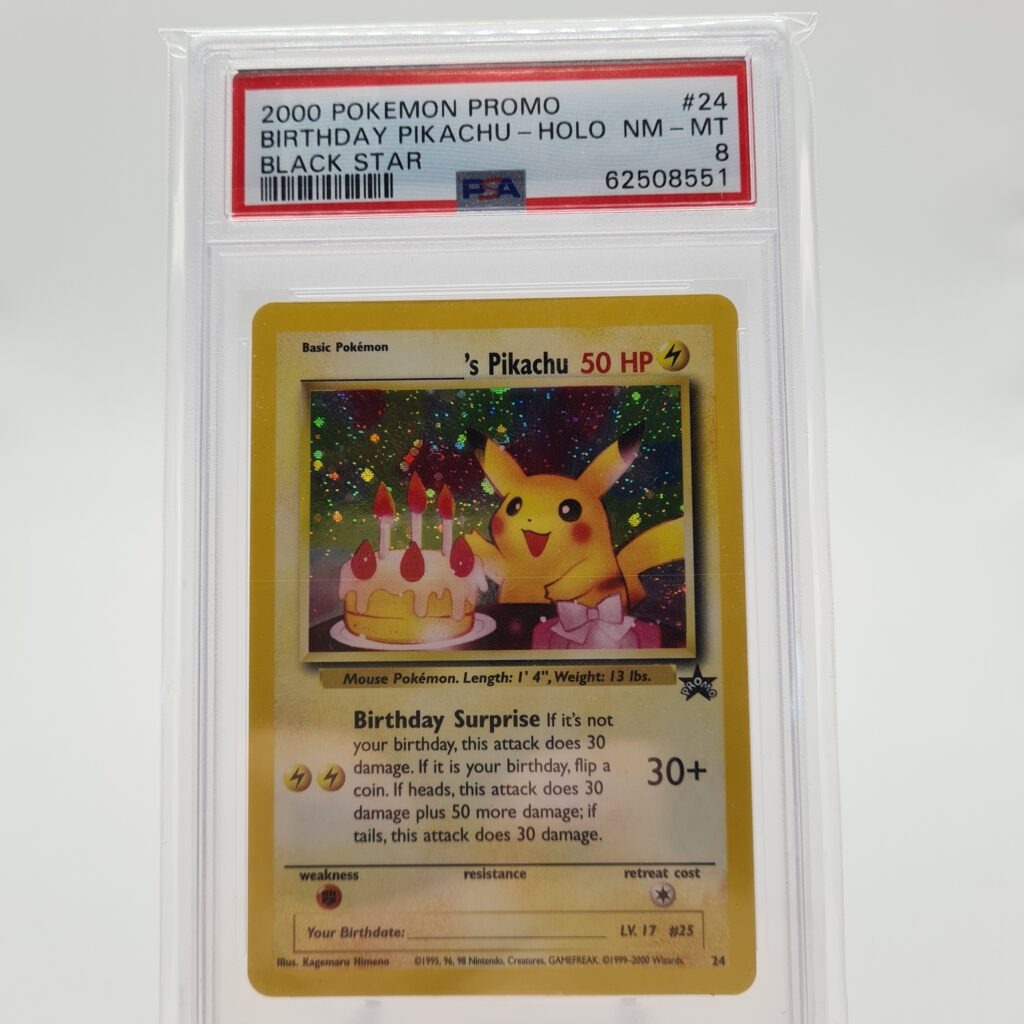 2000 POKEMON PROMO #24
BIRTHDAY PIKACHU - HOLO NM - MT
BLACK STAR 8
PSA 62508551
Basic Pokémon
's Pikachu 50 HP
Mouse Pokémon. Length: 1' 4", Weight: 13 lbs.
PROMO
Birthday Surprise If it's not
your birthday, this attack does 30
damage. If it is your birthday, flip a
coin. If heads, this attack does 30
damage plus 50 more damage; if
tails, this attack does 30 damage.
30+
weakness resistance retreat cost
Your Birthdate: LV. 17 #25
Illus. Kagemaru Himeno ©1995, 96, 98 Nintendo, Creatures, GAMEFREAK. ©1999-2000 Wizards. 24